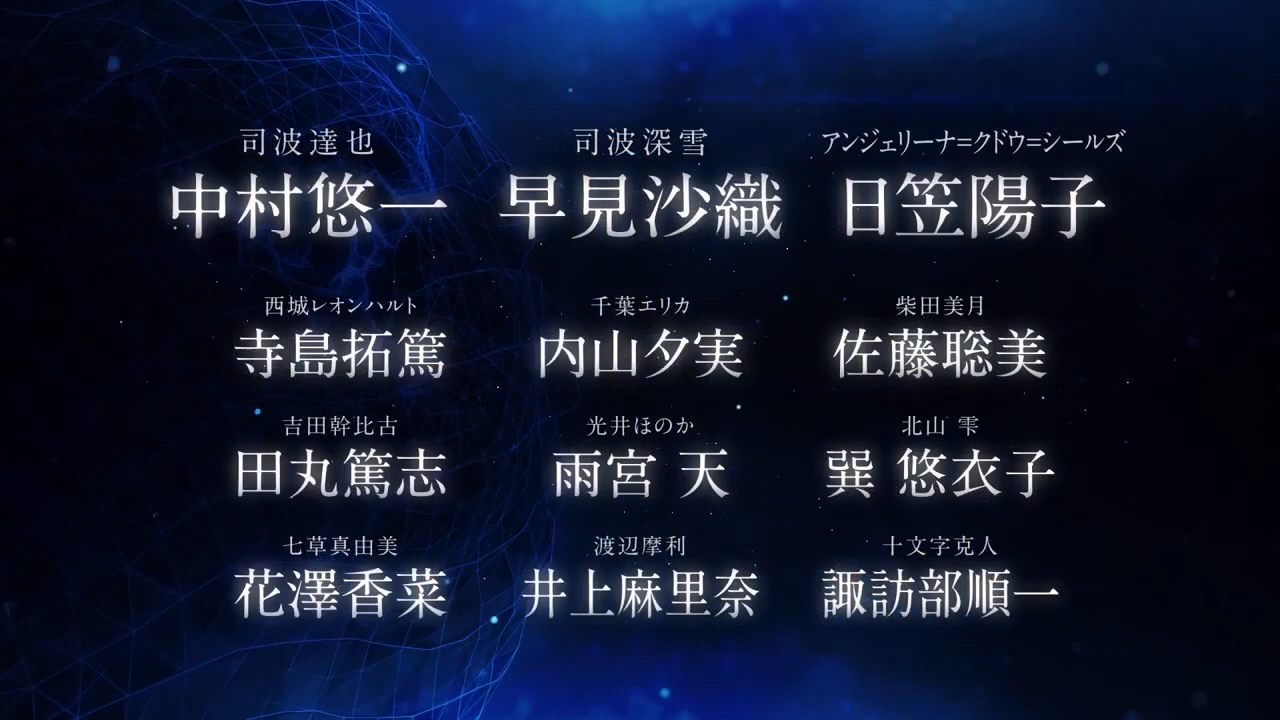 司波達也 司波深雪 アンジェリーナ=クドウ=シールズ
中村悠一 早見沙織 日笠陽子
西城レオンハルト 千葉エリカ 柴田美月
寺島拓篤 内山夕実 佐藤聡美
吉田幹比古 光井ほのか 北山 雫
田丸篤志 雨宮 天 巽 悠衣子
七草真由美 渡辺摩利 十文字克人
花澤香菜 井上麻里奈 諏訪部順一